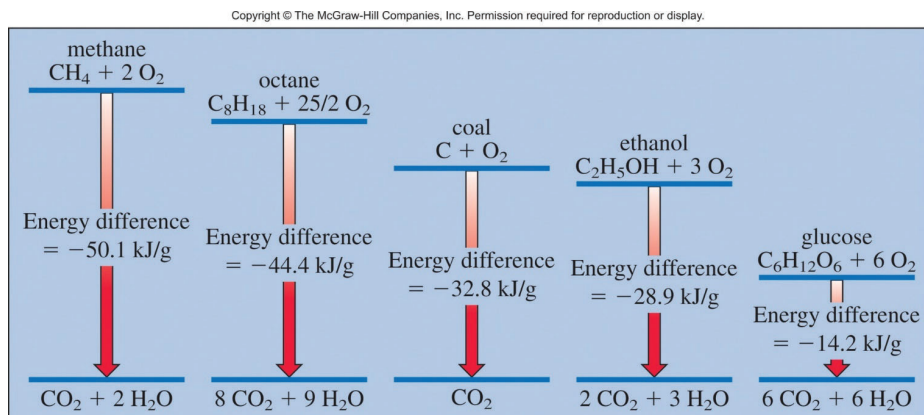 Copyright © The McGraw-Hill Companies, Inc. Permission required for reproduction or display.
methane
CH₄ + 2 O₂
Energy difference
= −50.1 kJ/g
CO₂ + 2 H₂O
octane
C₈H₁₈ + 25/2 O₂
Energy difference
= −44.4 kJ/g
8 CO₂ + 9 H₂O
coal
C + O₂
Energy difference
= −32.8 kJ/g
CO₂
ethanol
C₂H₅OH + 3 O₂
Energy difference
= −28.9 kJ/g
2 CO₂ + 3 H₂O
glucose
C₆H₁₂O₆ + 6 O₂
Energy difference
= −14.2 kJ/g
6 CO₂ + 6 H₂O